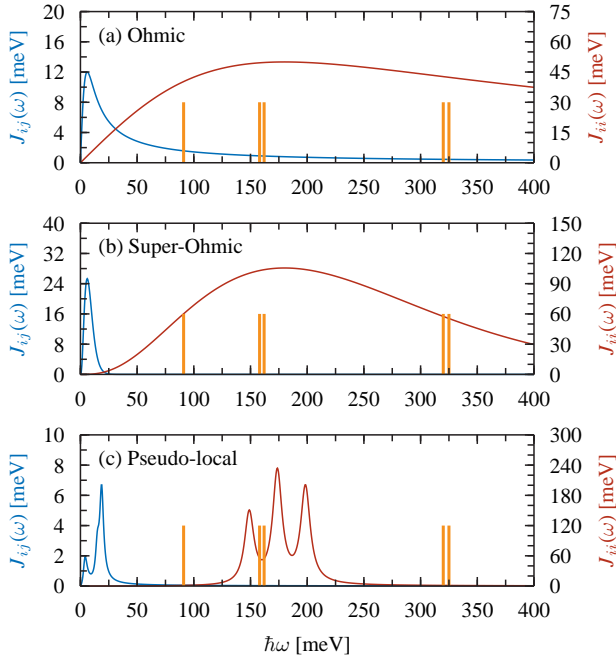 (a) Ohmic
J_{ij}(ω) [meV]
20
16
12
8
4
0
J_{ii}(ω) [meV]
75
60
45
30
15
0
0 50 100 150 200 250 300 350 400
(b) Super-Ohmic
J_{ij}(ω) [meV]
40
32
24
16
8
0
J_{ii}(ω) [meV]
150
120
90
60
30
0
0 50 100 150 200 250 300 350 400
(c) Pseudo-local
J_{ij}(ω) [meV]
10
8
6
4
2
0
J_{ii}(ω) [meV]
300
240
180
120
60
0
0 50 100 150 200 250 300 350 400
ℏω [meV]